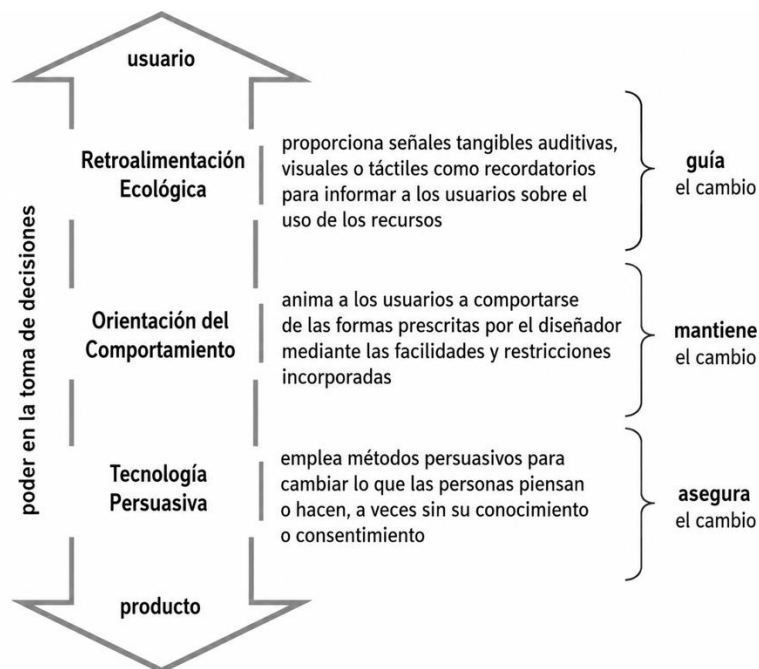 usuario
poder en la toma de decisiones
Retroalimentación
Ecológica
proporciona señales tangibles auditivas,
visuales o táctiles como recordatorios
para informar a los usuarios sobre el
uso de los recursos
guía
el cambio
Orientación del
Comportamiento
anima a los usuarios a comportarse
de las formas prescritas por el diseñador
mediante las facilidades y restricciones
incorporadas
mantiene
el cambio
Tecnología
Persuasiva
emplea métodos persuasivos para
cambiar lo que las personas piensan
o hacen, a veces sin su conocimiento
o consentimiento
asegura
el cambio
producto